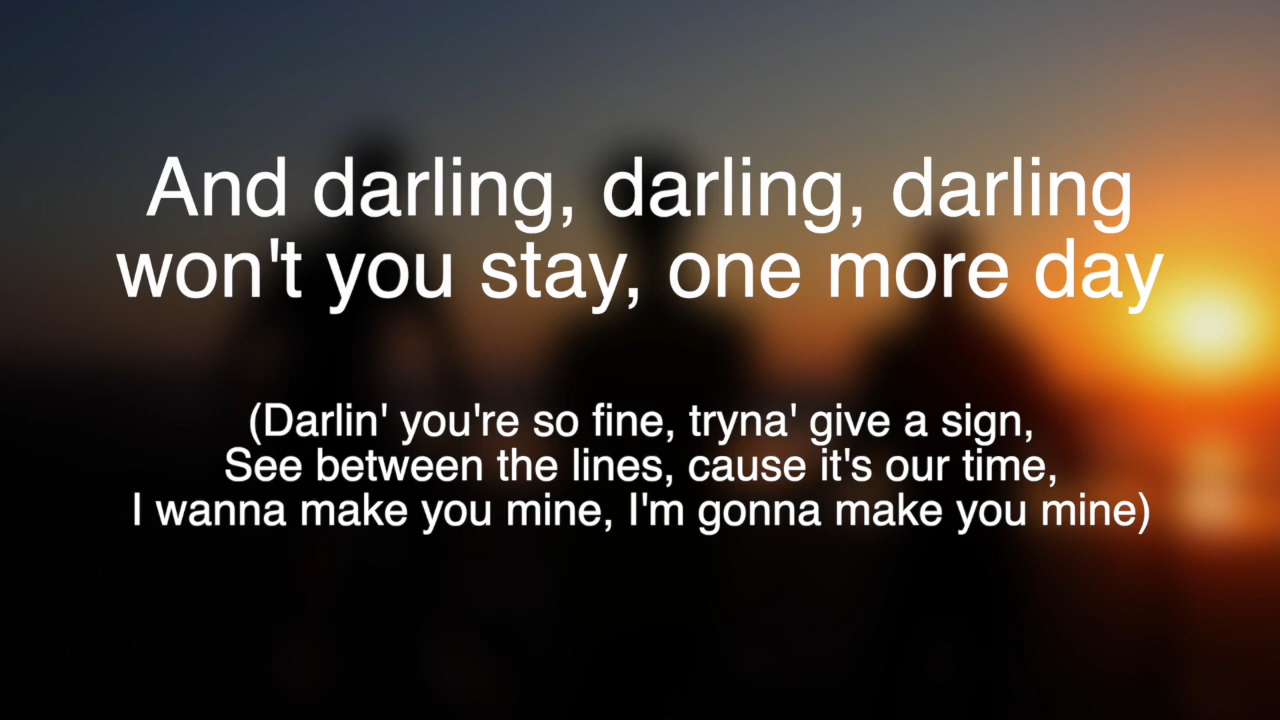 And darling, darling, darling
won't you stay, one more day
(Darlin' you're so fine, tryna' give a sign,
See between the lines, cause it's our time,
I wanna make you mine, I'm gonna make you mine)